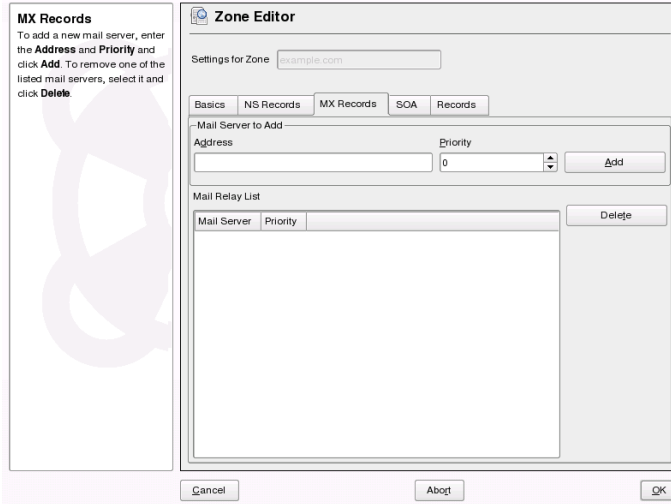 MX Records
To add a new mail server, enter
the Address and Priority and
click Add. To remove one of the
listed mail servers, select it and
click Delete.
Zone Editor
Settings for Zone example.com
Basics NS Records MX Records SOA Records
Mail Server to Add
Address Priority
0 Add
Mail Relay List
Delete
Mail Server Priority
Cancel Abort OK